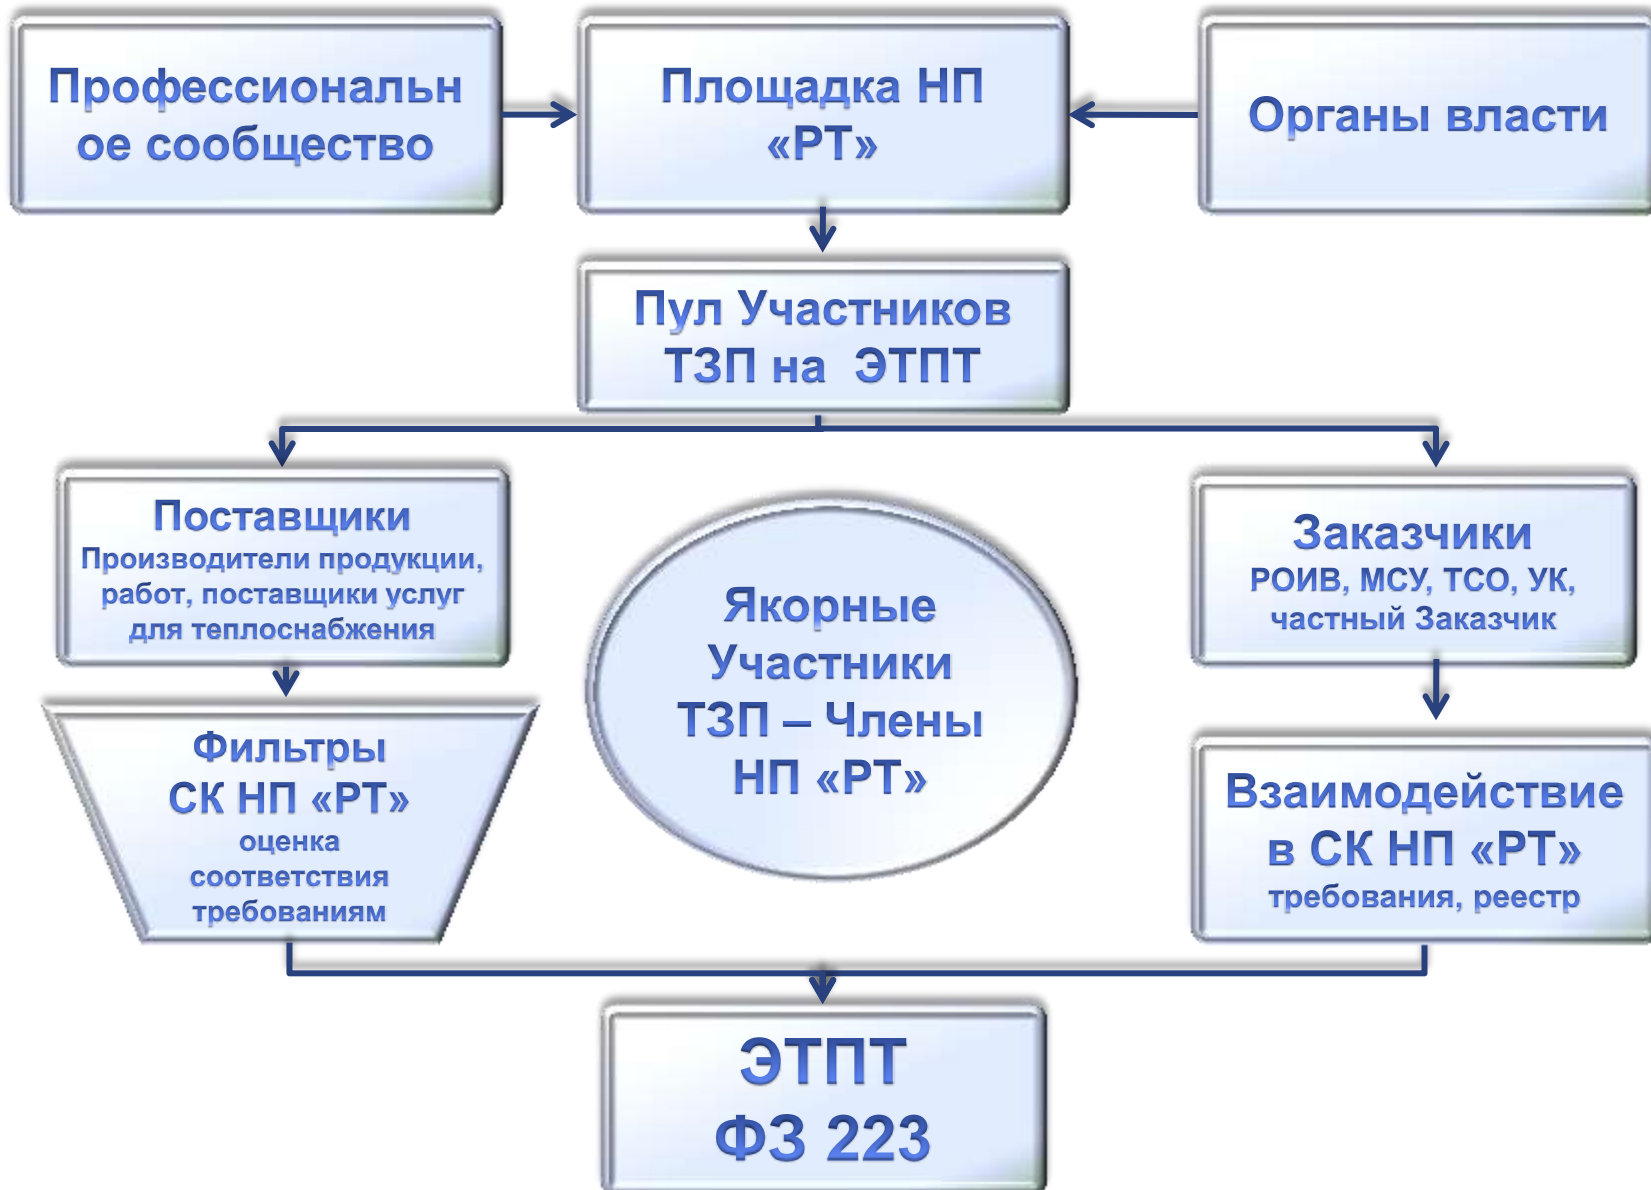 Профессиональн
ое сообщество
Площадка НП
«РТ»
Органы власти
Пул Участников
ТЗП на ЭТПТ
Поставщики
Производители продукции,
работ, поставщики услуг
для теплоснабжения
Якорные
Участники
ТЗП – Члены
НП «РТ»
Заказчики
РОИВ, МСУ, ТСО, УК,
частный Заказчик
Фильтры
СК НП «РТ»
оценка
соответствия
требованиям
Взаимодействие
в СК НП «РТ»
требования, реестр
ЭТПТ
ФЗ 223